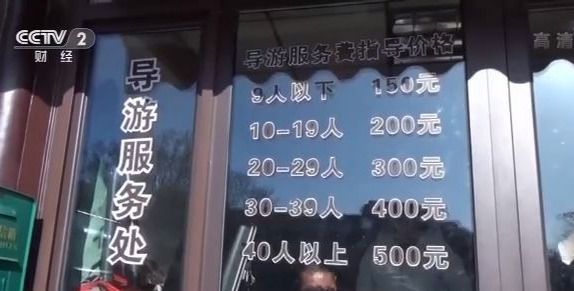 CCTV 2
财经
高清
导游服务处
导游服务费指导价格
9人以下 150元
10-19人 200元
20-29人 300元
30-39人 400元
40人以上 500元